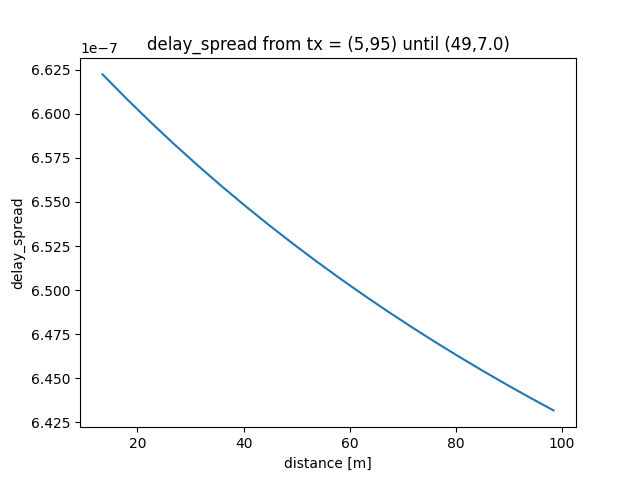 delay_spread from tx = (5,95) until (49,7.0)
1e−7
6.625
6.600
6.575
6.550
6.525
6.500
6.475
6.450
6.425
delay_spread
20 40 60 80 100
distance [m]